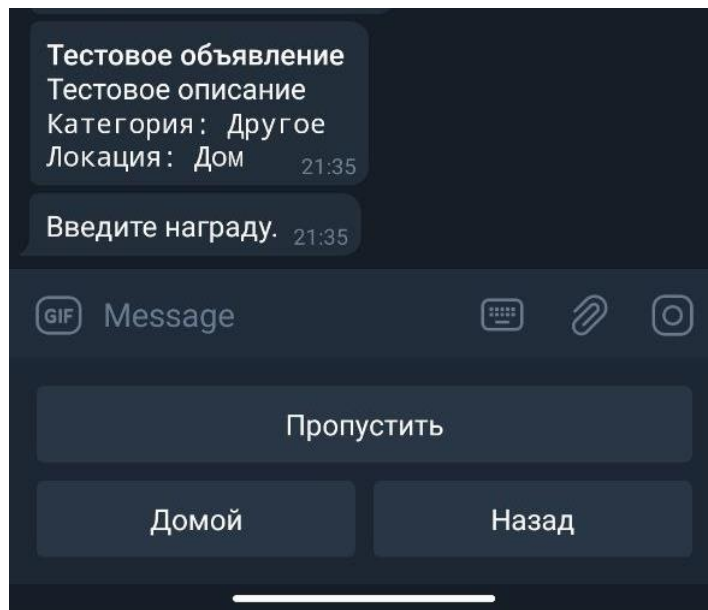 Тестовое объявление
Тестовое описание
Категория: Другое
Локация: Дом 21:35
Введите награду. 21:35
GIF Message
Пропустить
Домой Назад